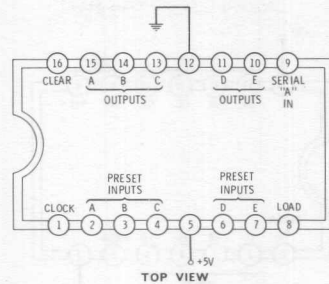 16 15 14 13 12 11 10 9
CLEAR A B C D E SERIAL
OUTPUTS OUTPUTS "A"
IN
PRESET PRESET
INPUTS INPUTS
CLOCK A B C D E LOAD
1 2 3 4 5 6 7 8
+5V
TOP VIEW